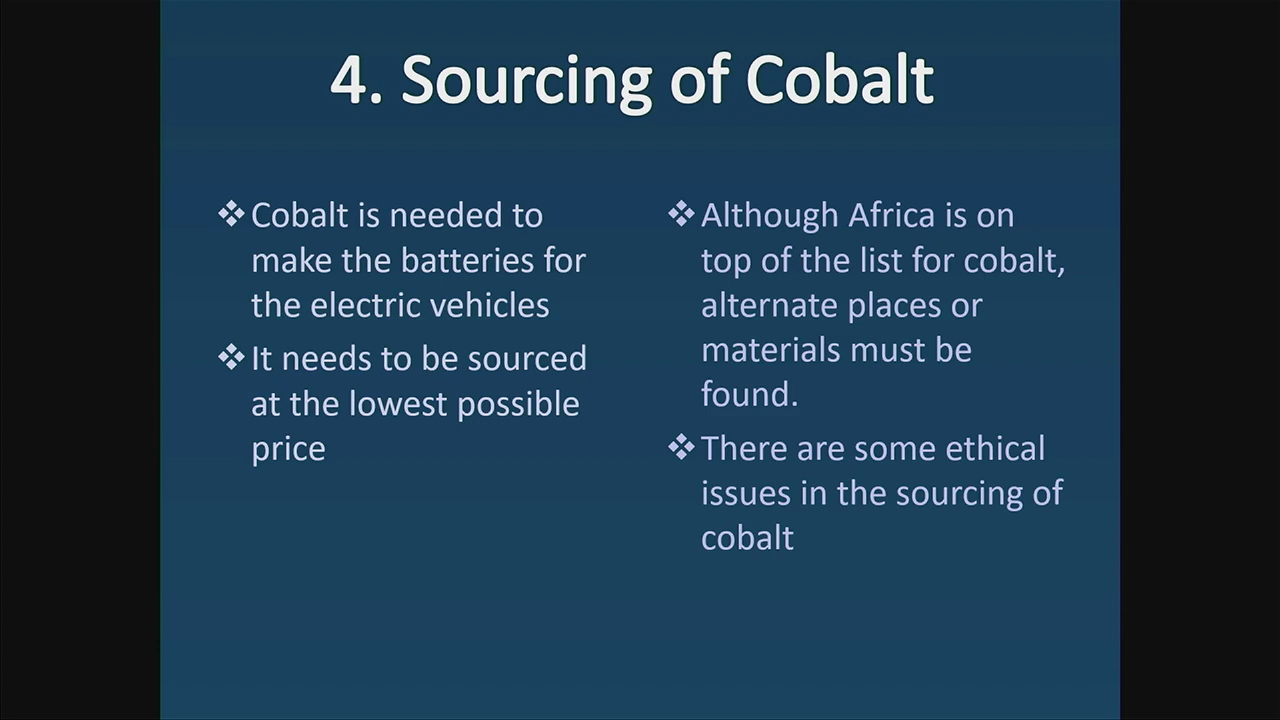 4. Sourcing of Cobalt
❖Cobalt is needed to
make the batteries for
the electric vehicles
❖It needs to be sourced
at the lowest possible
price
❖Although Africa is on
top of the list for cobalt,
alternate places or
materials must be
found.
❖There are some ethical
issues in the sourcing of
cobalt